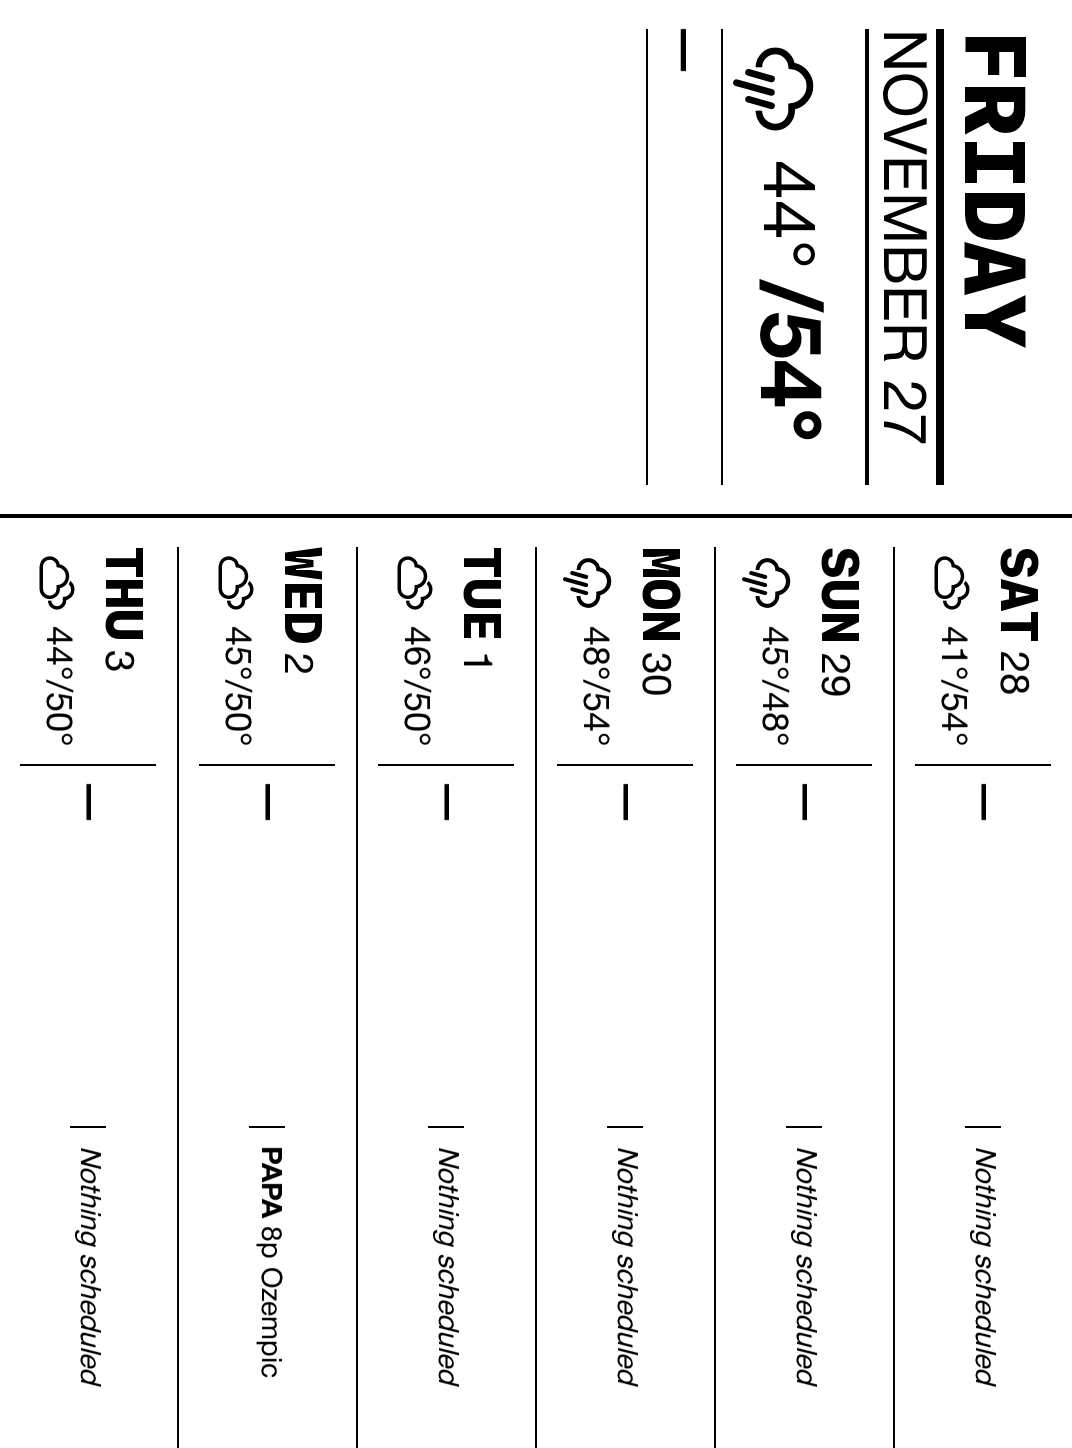 FRIDAY
NOVEMBER 27
44°/54°
—
SAT 28
41°/54°
—
Nothing scheduled
SUN 29
45°/48°
—
Nothing scheduled
MON 30
48°/54°
—
Nothing scheduled
TUE 1
46°/50°
—
Nothing scheduled
WED 2
45°/50°
—
PAPA 8p Ozempic
THU 3
44°/50°
—
Nothing scheduled